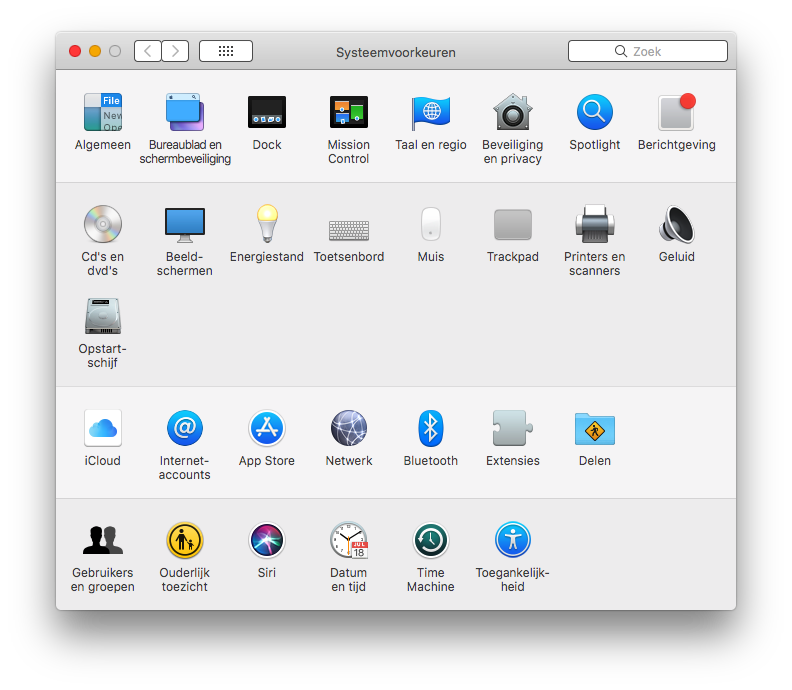 Systeemvoorkeuren
Zoek
File
New
Ope
Algemeen
Bureaublad en
schermbeveiliging
Dock
Mission
Control
Taal en regio
Beveiliging
en privacy
Spotlight
Berichtgeving
Cd's en
dvd's
Beeld-
schermen
Energiestand
Toetsenbord
Muis
Trackpad
Printers en
scanners
Geluid
Opstart-
schijf
@
iCloud
Internet-
accounts
App Store
Netwerk
Bluetooth
Extensies
Delen
JUL
18
Gebruikers
en groepen
Ouderlijk
toezicht
Siri
Datum
en tijd
Time
Machine
Toegankelijk-
heid